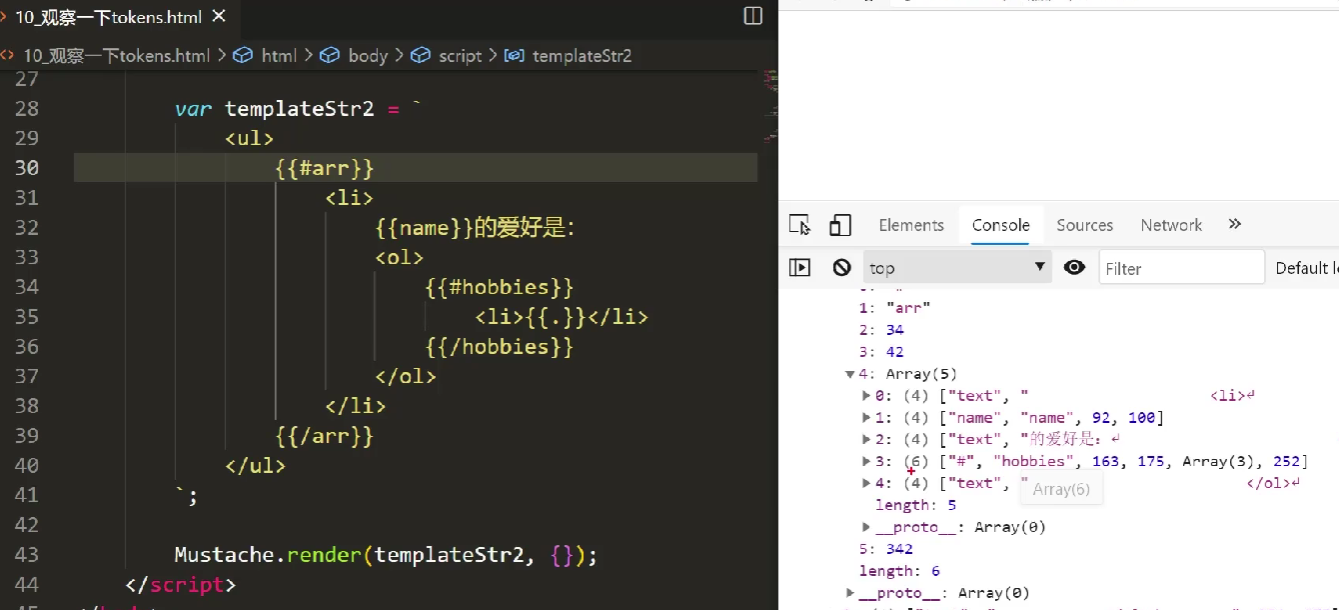 10_观察一下tokens.html ×
10_观察一下tokens.html > html > body > script > templateStr2
27
28 var templateStr2 = `
29 <ul>
30 {{#arr}}
31 <li>
32 {{name}}的爱好是:
33 <ol>
34 {{#hobbies}}
35 <li>{{.}}</li>
36 {{/hobbies}}
37 </ol>
38 </li>
39 {{/arr}}
40 </ul>
41 `;
42
43 Mustache.render(templateStr2, {});
44 </script>
Elements Console Sources Network »
top ▼ Filter Default
1: "arr"
2: 34
3: 42
▼4: Array(5)
▶0: (4) ["text", " <li>↵
▶1: (4) ["name", "name", 92, 100]
▶2: (4) ["text", "的爱好是:↵
▶3: (6) ["#", "hobbies", 163, 175, Array(3), 252]
▶4: (4) ["text", " </ol>↵
Array(6)
length: 5
▶__proto__: Array(0)
5: 342
length: 6
▶__proto__: Array(0)